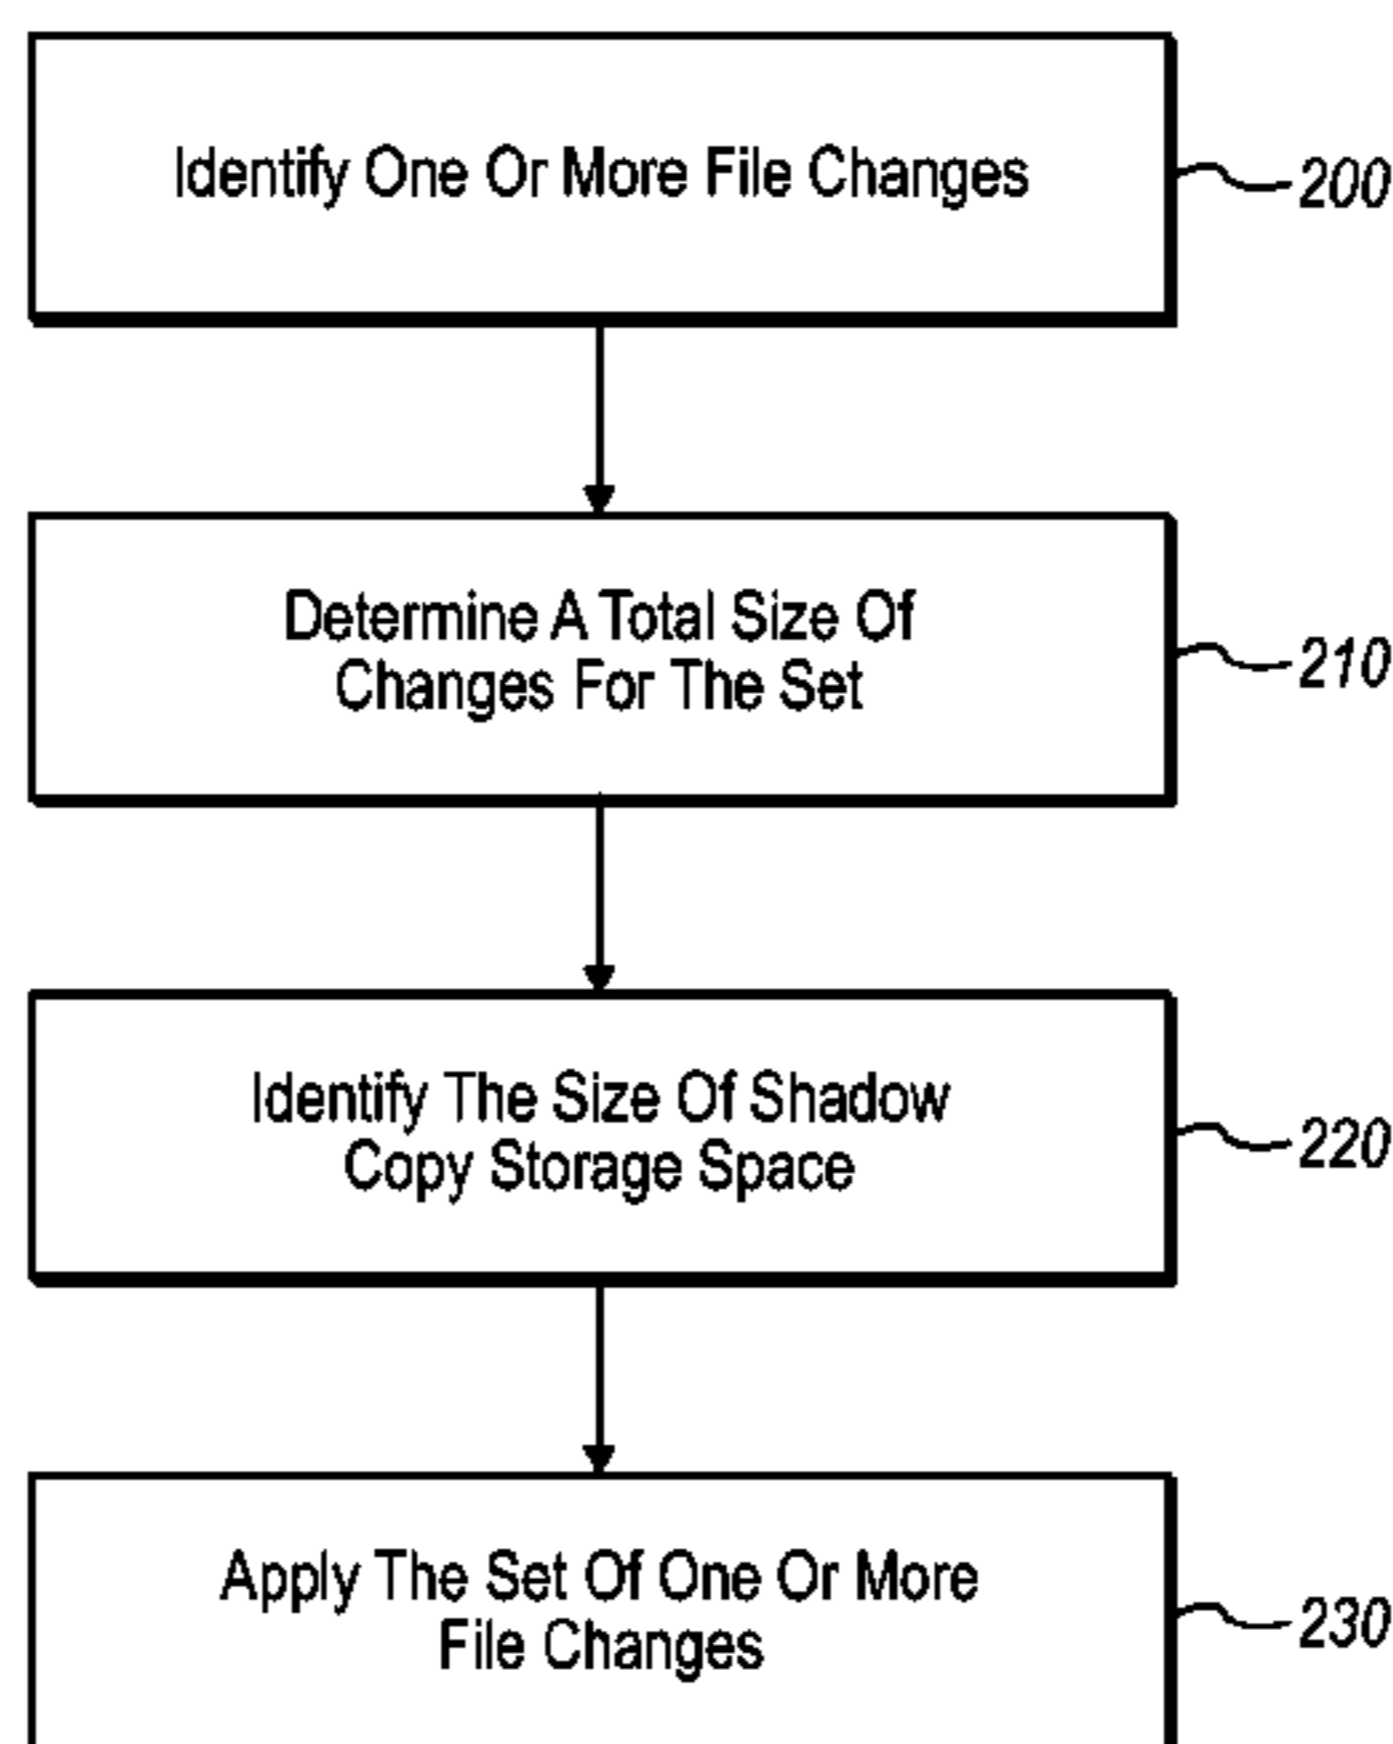 Identify One Or More File Changes
200
Determine A Total Size Of
Changes For The Set
210
Identify The Size Of Shadow
Copy Storage Space
220
Apply The Set Of One Or More
File Changes
230